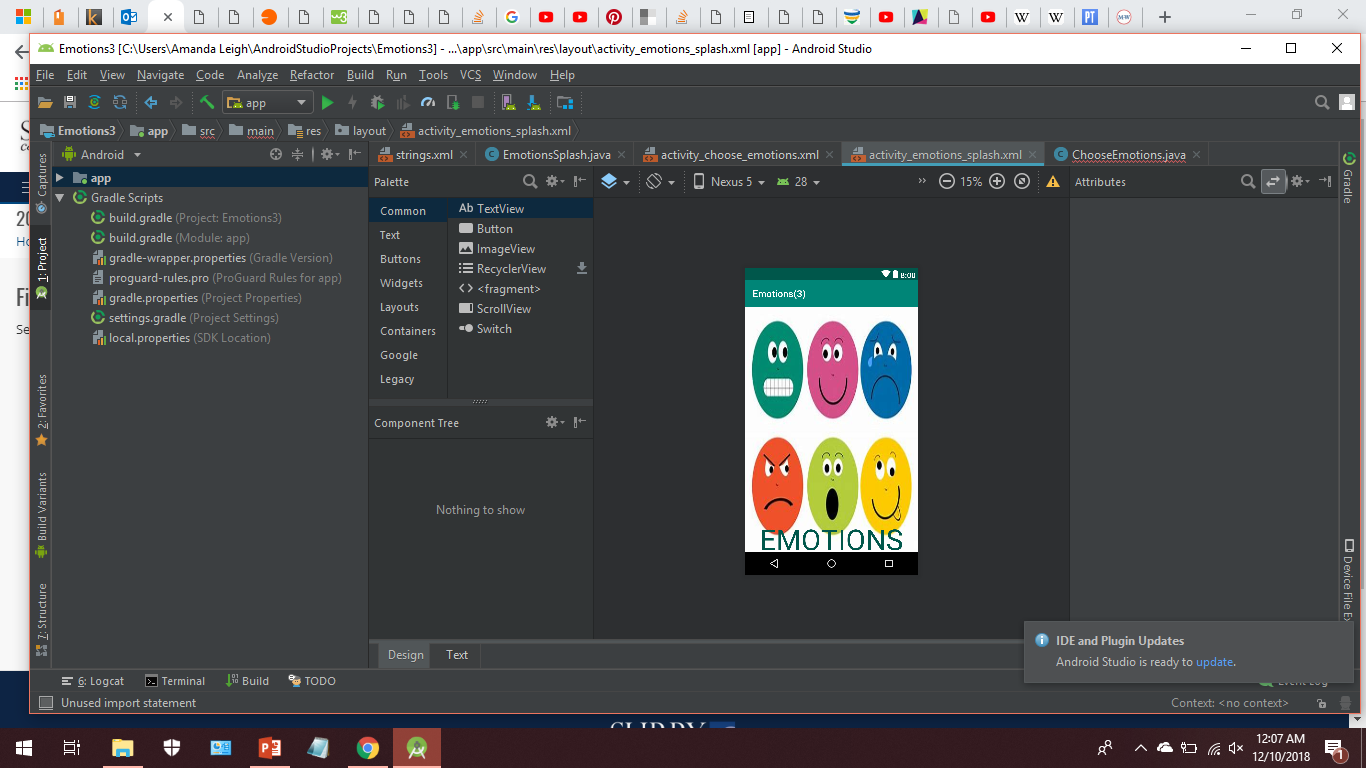 Emotions3 [C:\Users\Amanda Leigh\AndroidStudioProjects\Emotions3] - ...\app\src\main\res\layout\activity_emotions_splash.xml [app] - Android Studio
File Edit View Navigate Code Analyze Refactor Build Run Tools VCS Window Help
app
Emotions3 app src main res layout activity_emotions_splash.xml
Android
strings.xml EmotionsSplash.java activity_choose_emotions.xml activity_emotions_splash.xml ChooseEmotions.java
Captures
1: Project
2: Favorites
Build Variants
7: Structure
app
Gradle Scripts
build.gradle (Project: Emotions3)
build.gradle (Module: app)
gradle-wrapper.properties (Gradle Version)
proguard-rules.pro (ProGuard Rules for app)
gradle.properties (Project Properties)
settings.gradle (Project Settings)
local.properties (SDK Location)
Palette
Common
Text
Buttons
Widgets
Layouts
Containers
Google
Legacy
Ab TextView
Button
ImageView
RecyclerView
<fragment>
ScrollView
Switch
Component Tree
Nothing to show
Nexus 5 28 15%
Attributes
Gradle
8:00
Emotions(3)
EMOTIONS
Device File Ex
Design Text
IDE and Plugin Updates
Android Studio is ready to update.
6: Logcat Terminal Build TODO Event Log
Unused import statement Context: <no context>
12:07 AM
12/10/2018
1